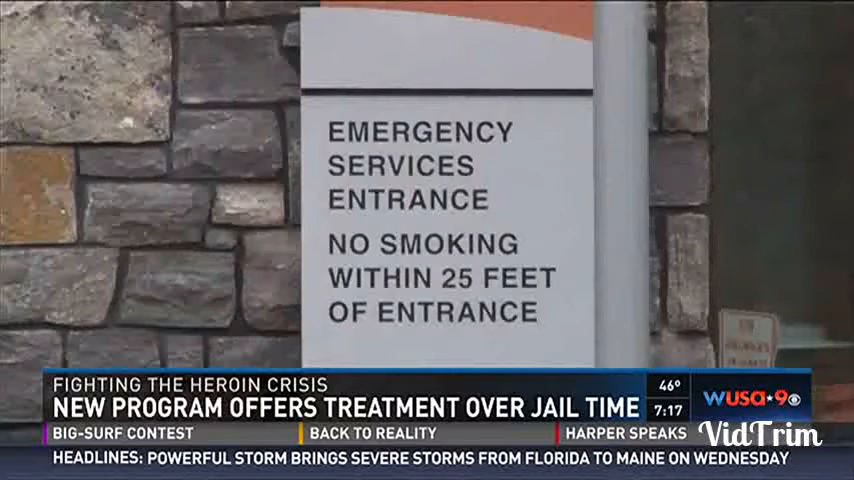 EMERGENCY
SERVICES
ENTRANCE
NO SMOKING
WITHIN 25 FEET
OF ENTRANCE
FIGHTING THE HEROIN CRISIS
46°
NEW PROGRAM OFFERS TREATMENT OVER JAIL TIME
7:17
WUSA★9
BIG-SURF CONTEST
BACK TO REALITY
HARPER SPEAKS
VidTrim
HEADLINES: POWERFUL STORM BRINGS SEVERE STORMS FROM FLORIDA TO MAINE ON WEDNESDAY